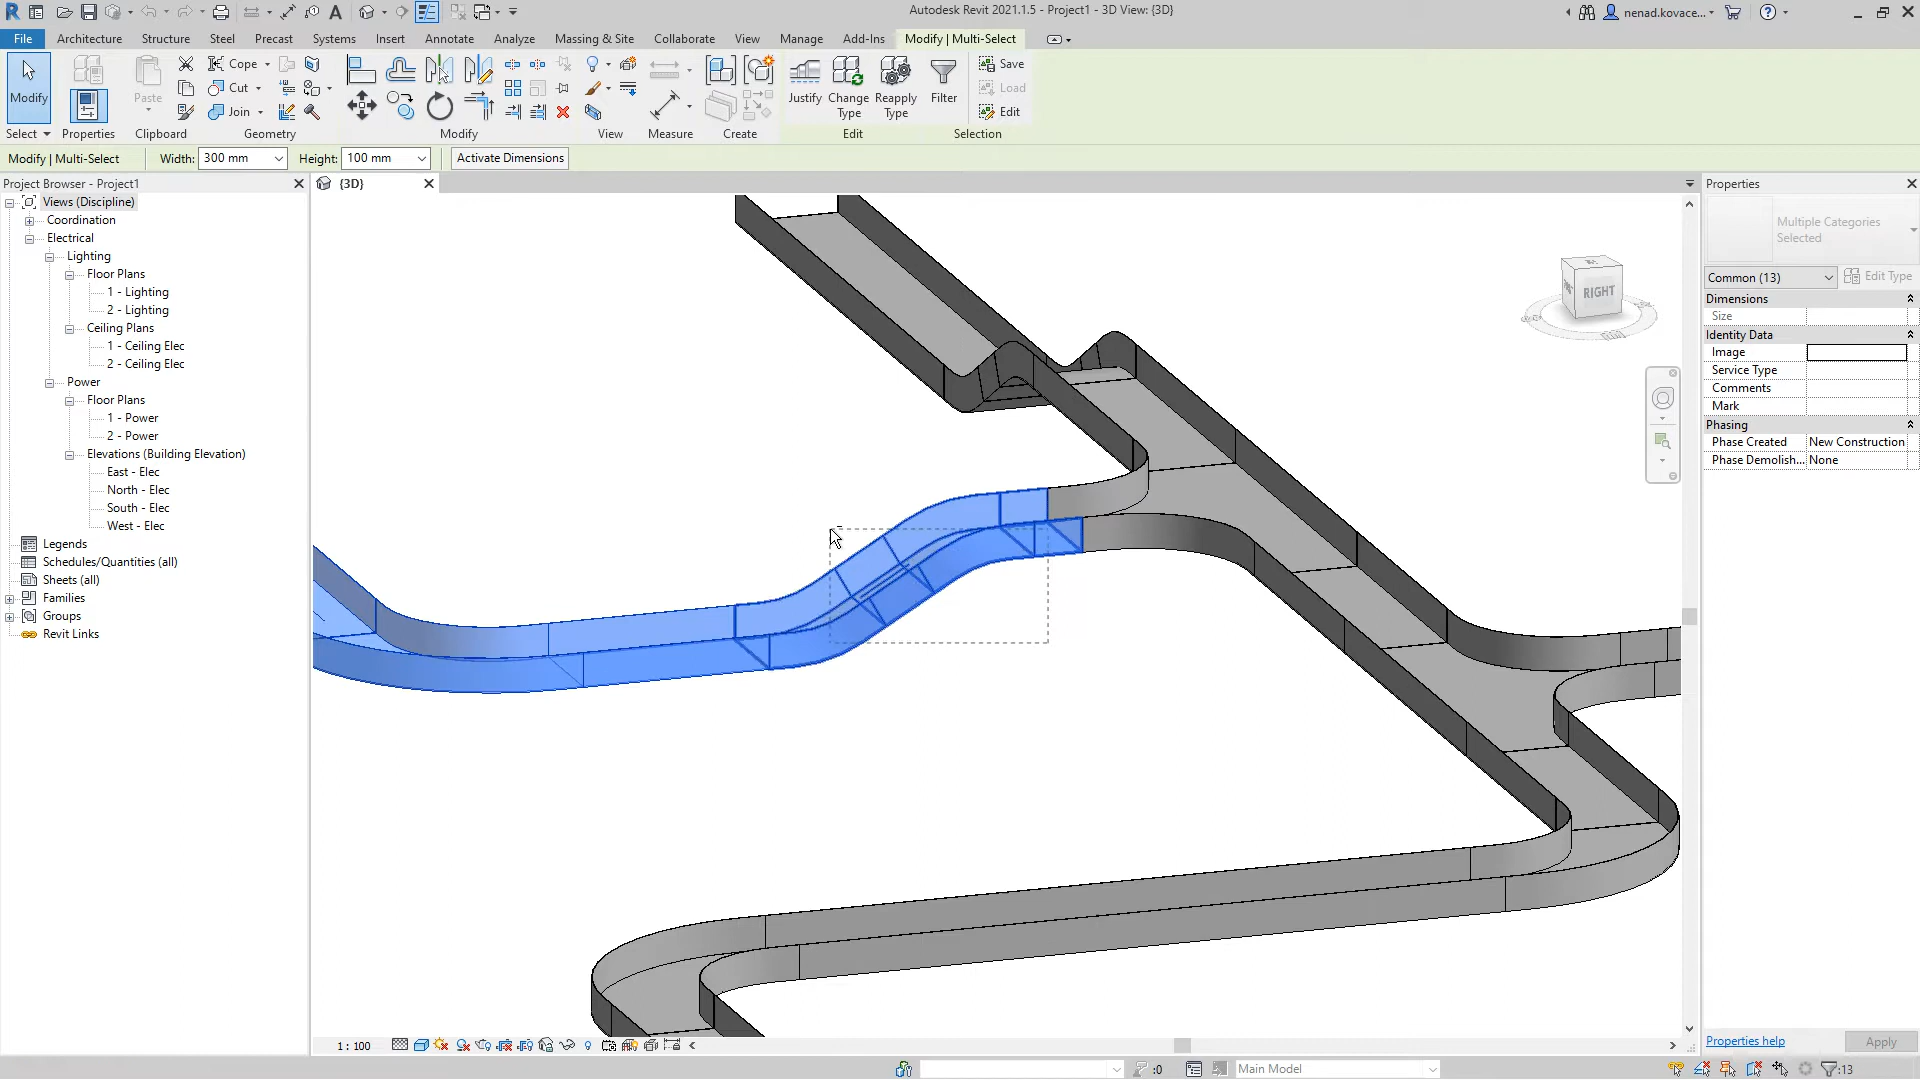 Autodesk Revit 2021.1.5 - Project1 - 3D View: {3D}
nenad.kovace...
File Architecture Structure Steel Precast Systems Insert Annotate Analyze Massing & Site Collaborate View Manage Add-Ins Modify | Multi-Select
Modify
Paste
Cope
Cut
Join
Justify
Change Type
Reapply Type
Filter
Save
Load
Edit
Select Properties Clipboard Geometry Modify View Measure Create Edit Selection
Modify | Multi-Select Width: 300 mm Height: 100 mm Activate Dimensions
Project Browser - Project1
Views (Discipline)
Coordination
Electrical
Lighting
Floor Plans
1 - Lighting
2 - Lighting
Ceiling Plans
1 - Ceiling Elec
2 - Ceiling Elec
Power
Floor Plans
1 - Power
2 - Power
Elevations (Building Elevation)
East - Elec
North - Elec
South - Elec
West - Elec
Legends
Schedules/Quantities (all)
Sheets (all)
Families
Groups
Revit Links
{3D}
RIGHT
Properties
Multiple Categories
Selected
Common (13) Edit Type
Dimensions
Size
Identity Data
Image
Service Type
Comments
Mark
Phasing
Phase Created New Construction
Phase Demolish... None
Properties help Apply
1 : 100
:0 Main Model :13